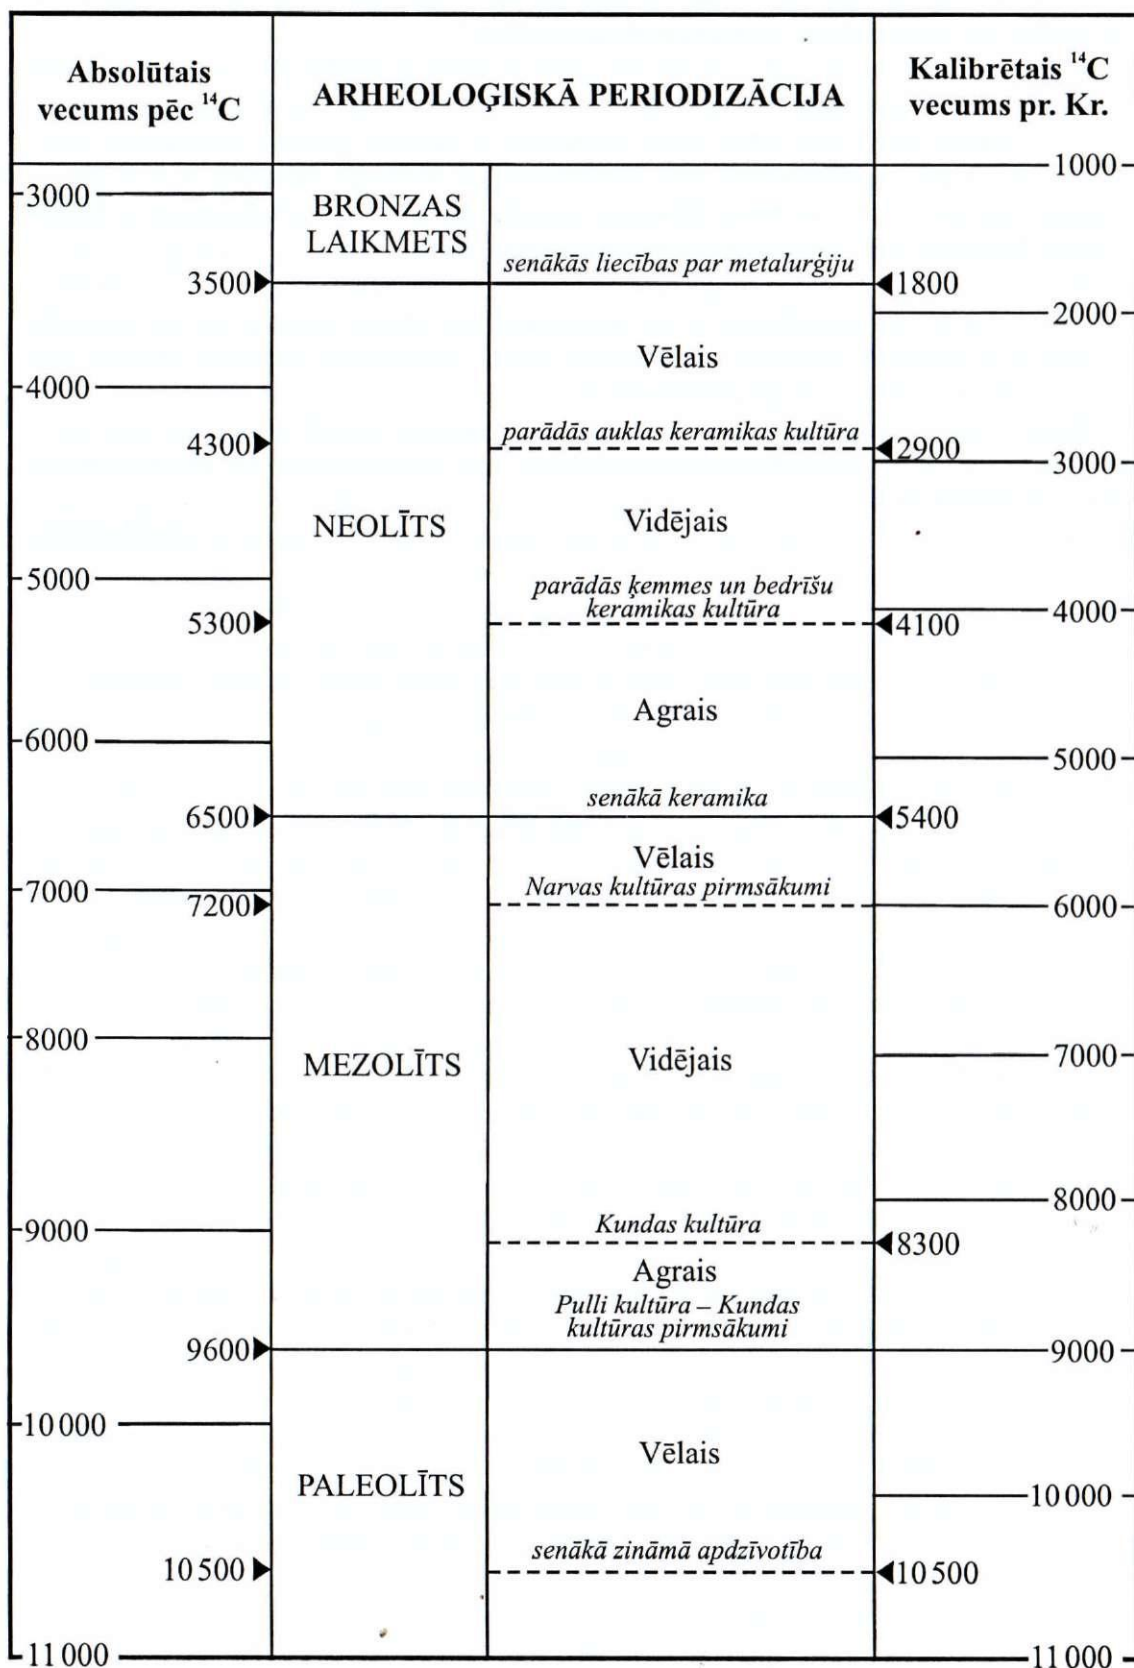 Absolūtais
vecums pēc ¹⁴C
ARHEOLOĢISKĀ PERIODIZĀCIJA
Kalibrētais ¹⁴C
vecums pr. Kr.
1000
3000
BRONZAS
LAIKMETS
senākās liecības par metalurģiju
3500
1800
2000
Vēlais
4000
parādās auklas keramikas kultūra
4300
2900
3000
NEOLĪTS
Vidējais
5000
parādās ķemmes un bedrīšu
keramikas kultūra
4000
5300
4100
Agrais
6000
5000
senākā keramika
6500
5400
Vēlais
Narvas kultūras pirmsākumi
7000
7200
6000
8000
MEZOLĪTS
Vidējais
7000
8000
9000
Kundas kultūra
8300
Agrais
Pulli kultūra – Kundas
kultūras pirmsākumi
9600
9000
10 000
Vēlais
PALEOLĪTS
10 000
senākā zināmā apdzīvotība
10 500
10 500
11 000
11 000